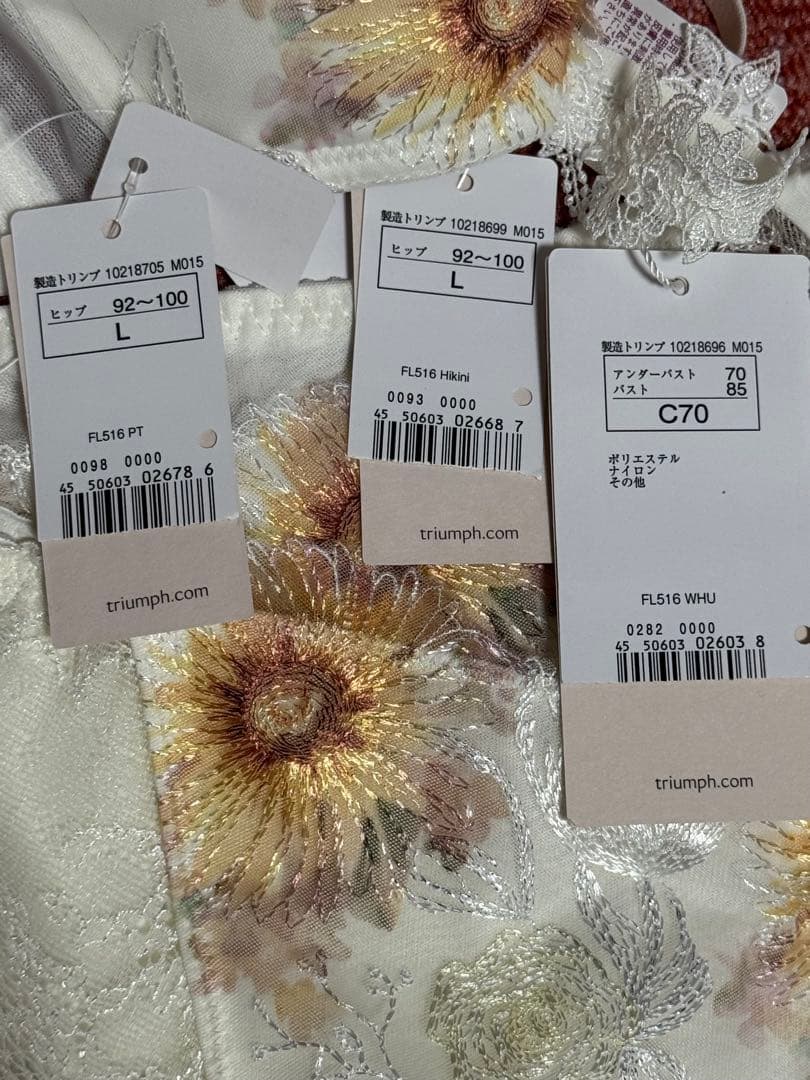 製造トリンプ 10218705 M015
ヒップ 92〜100
L
FL516 PT
0098 0000
45 50603 02678 6
triumph.com
製造トリンプ 10218699 M015
ヒップ 92〜100
L
FL516 Hikini
0093 0000
45 50603 02668 7
triumph.com
製造トリンプ 10218696 M015
アンダーバスト 70
バスト 85
C70
ポリエステル
ナイロン
その他
FL516 WHU
0282 0000
45 50603 02603 8
triumph.com